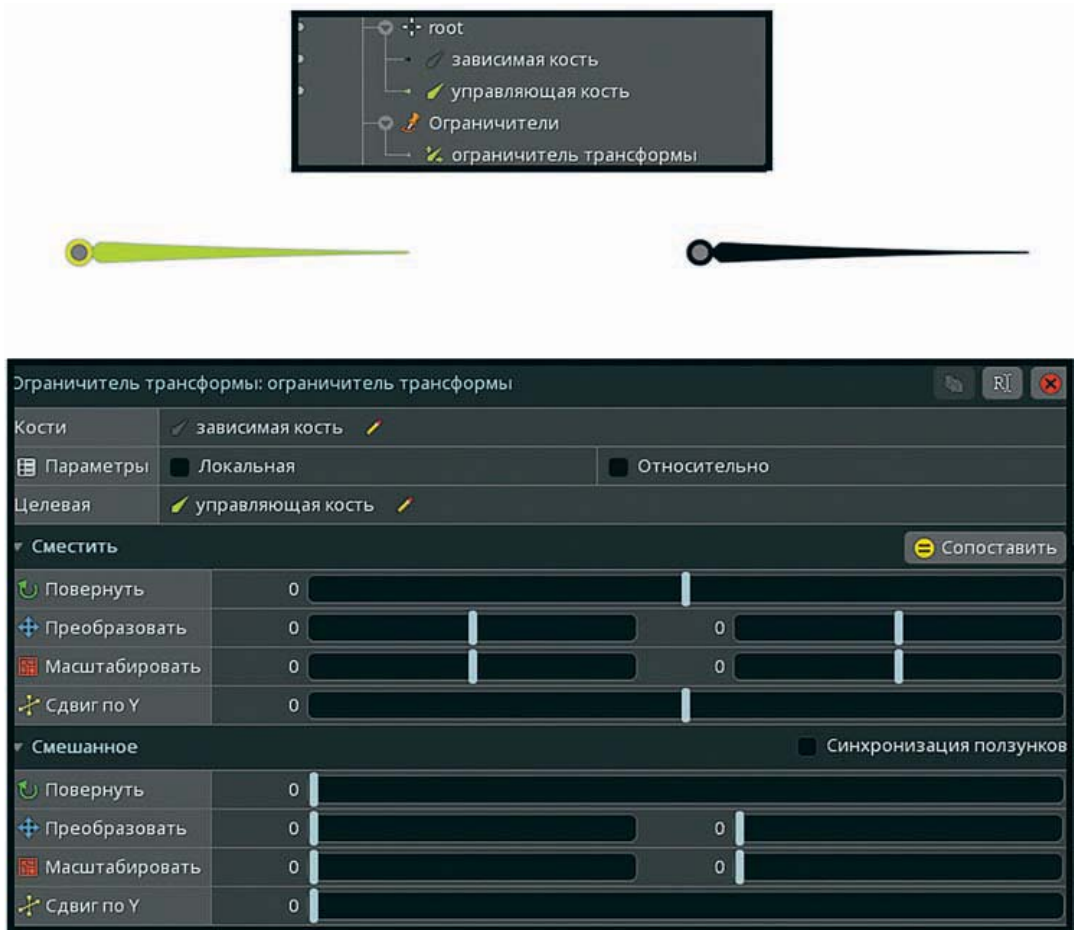 root
зависимая кость
управляющая кость
Ограничители
ограничитель трансформы
Ограничитель трансформы: ограничитель трансформы
Кости зависимая кость
Параметры Локальная Относительно
Целевая управляющая кость
Сместить Сопоставить
Повернуть 0
Преобразовать 0 0
Масштабировать 0 0
Сдвиг по Y 0
Смешанное Синхронизация ползунков
Повернуть 0
Преобразовать 0 0
Масштабировать 0 0
Сдвиг по Y 0